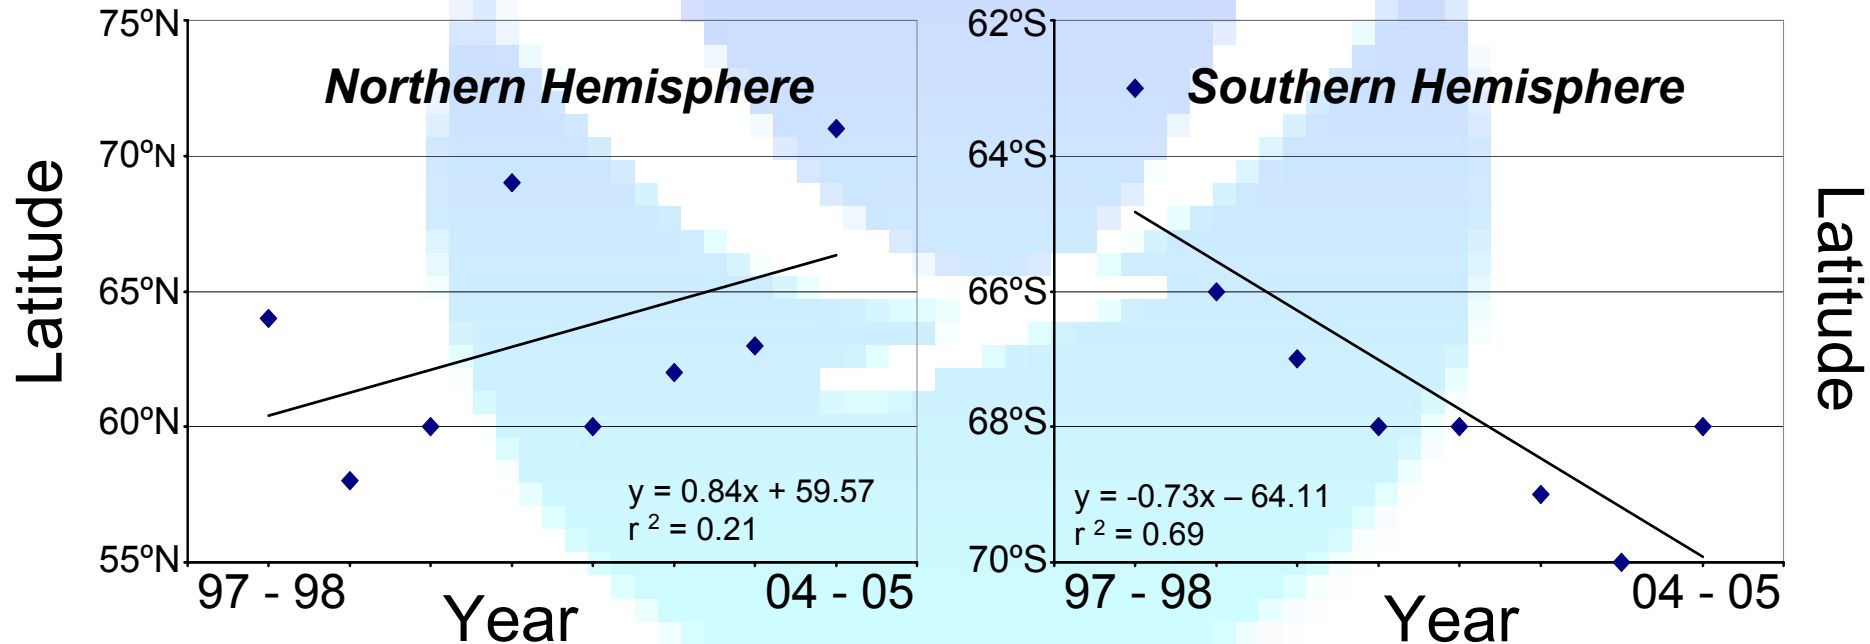 Northern Hemisphere
Latitude
75ºN
70ºN
65ºN
60ºN
55ºN
y = 0.84x + 59.57
r ² = 0.21
97 - 98
04 - 05
Year
Southern Hemisphere
62ºS
64ºS
66ºS
68ºS
70ºS
y = -0.73x – 64.11
r ² = 0.69
97 - 98
04 - 05
Year
Latitude